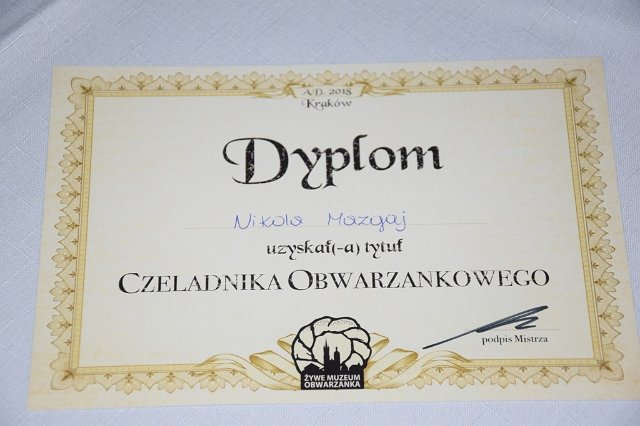 A.D. 2018
Kraków
Dyplom
Nikola Mazgaj
uzyskał(-a) tytuł
CZELADNIKA OBWARZANKOWEGO
podpis Mistrza
ŻYWE MUZEUM
OBWARZANKA